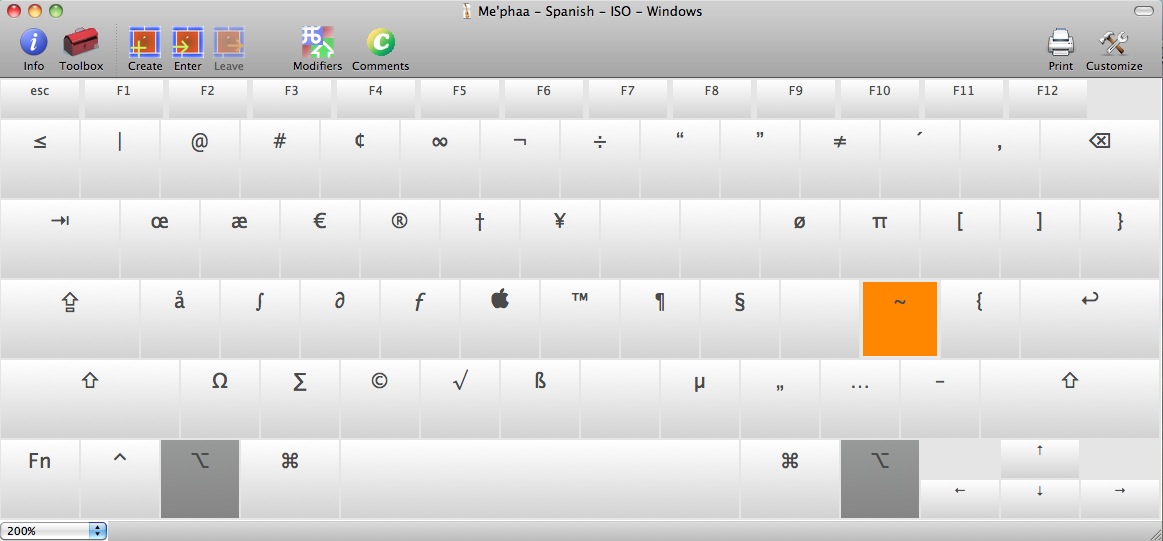 Me'phaa – Spanish – ISO – Windows
Info Toolbox Create Enter Leave Modifiers Comments Print Customize
esc F1 F2 F3 F4 F5 F6 F7 F8 F9 F10 F11 F12
≤ | @ # ¢ ∞ ¬ ÷ “ ” ≠ ´ ‚ ⌫
⇥ œ æ € ® † ¥ ø π [ ] }
⇪ å ∫ ∂ ƒ  ™ ¶ § ~ { ↩
⇧ Ω ∑ © √ ß µ „ … – ⇧
Fn ^ ⌥ ⌘ ⌘ ⌥ ↑
← ↓ →
200%